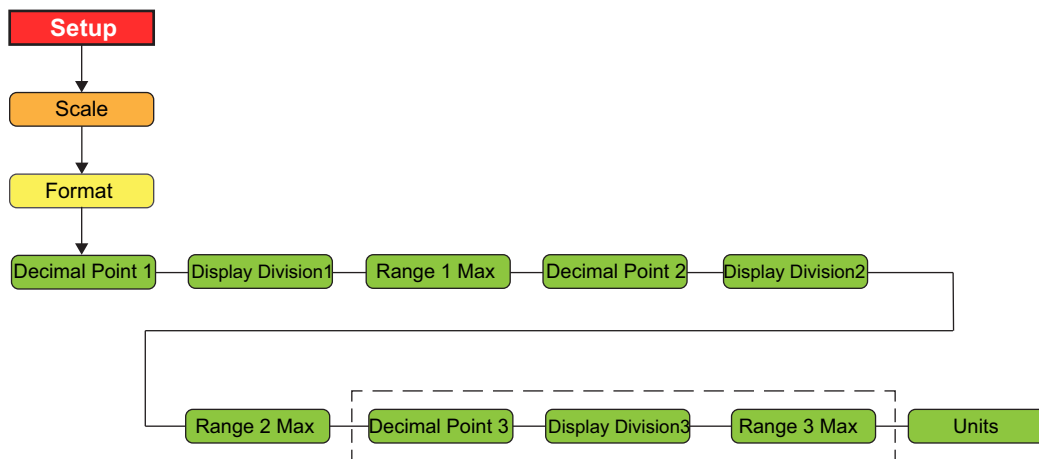 Setup
Scale
Format
Decimal Point 1
Display Division1
Range 1 Max
Decimal Point 2
Display Division2
Range 2 Max
Decimal Point 3
Display Division3
Range 3 Max
Units